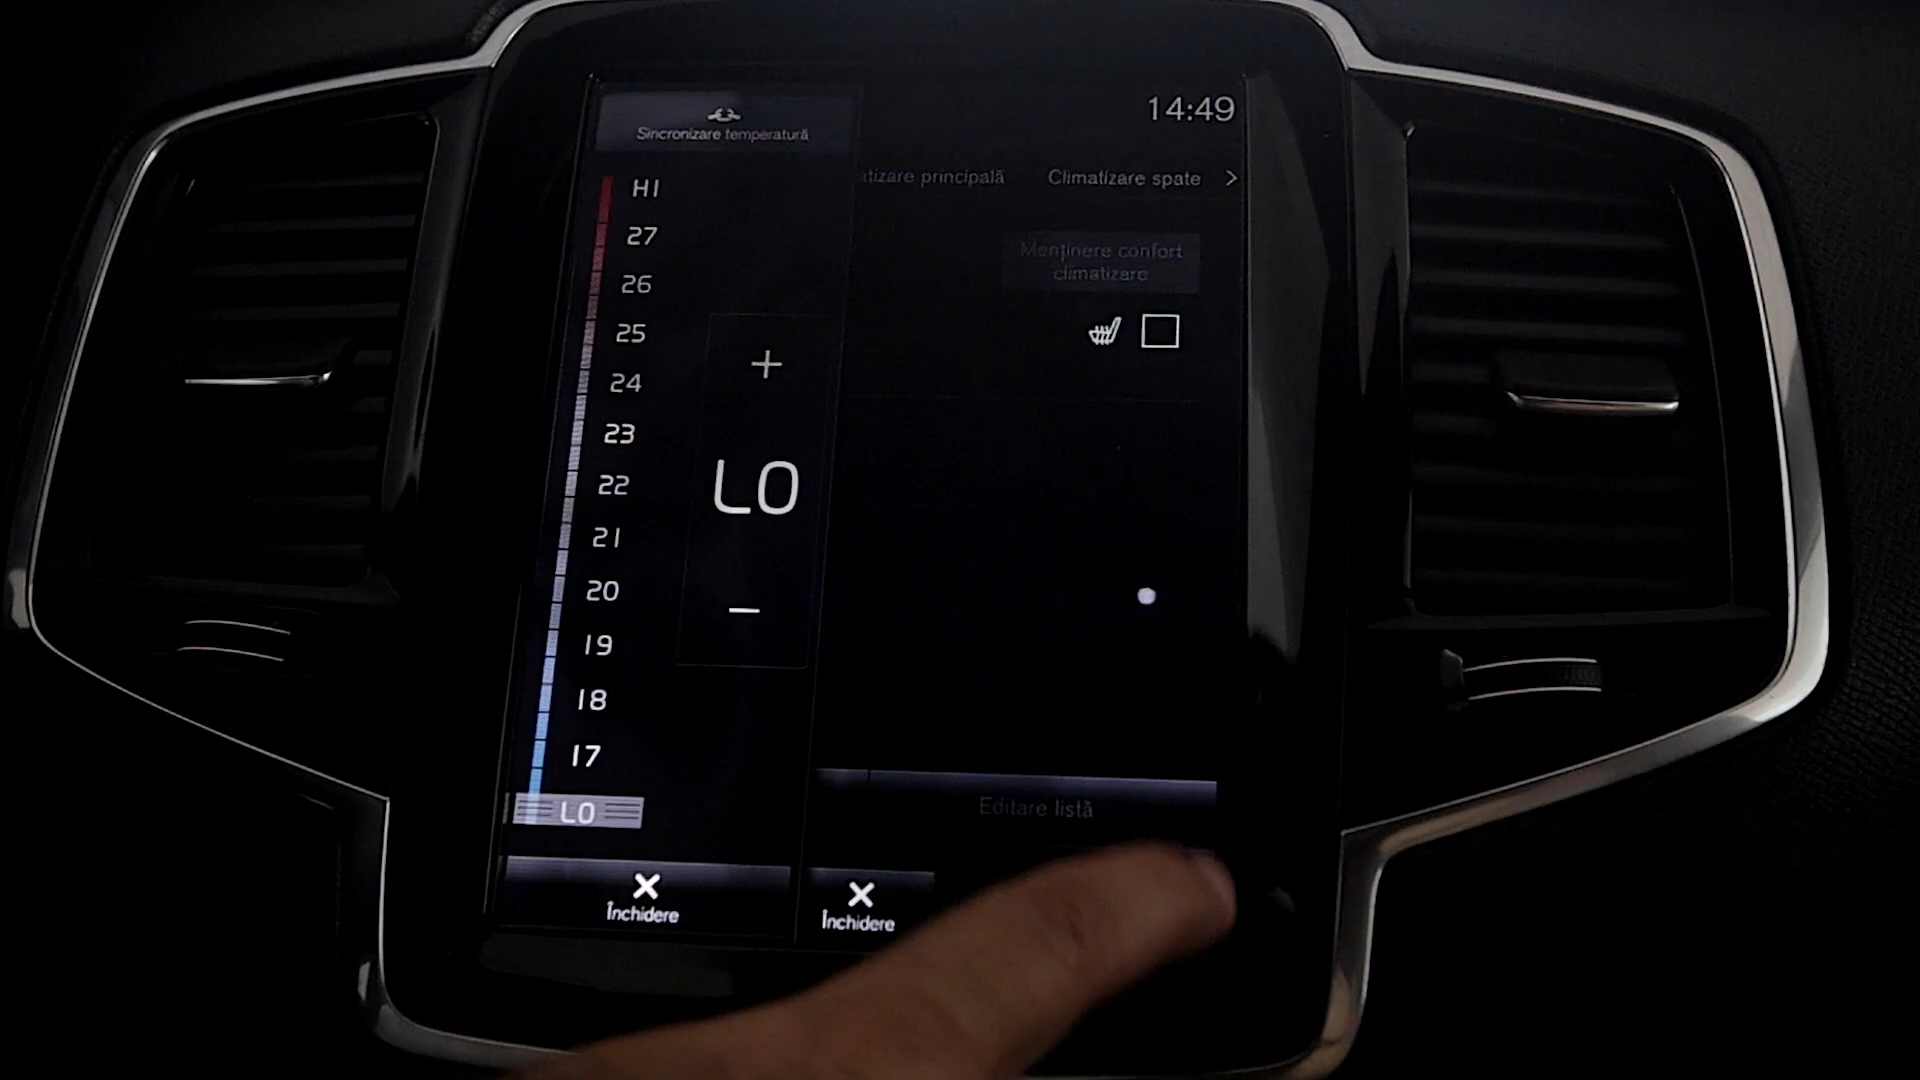 14:49
Sincronizare temperatură
atizare principală
Climatizare spate >
HI
Menținere confort
climatizare
27
26
25
24
+
23
LO
22
21
20
−
19
18
17
LO
Editare listă
Închidere
Închidere